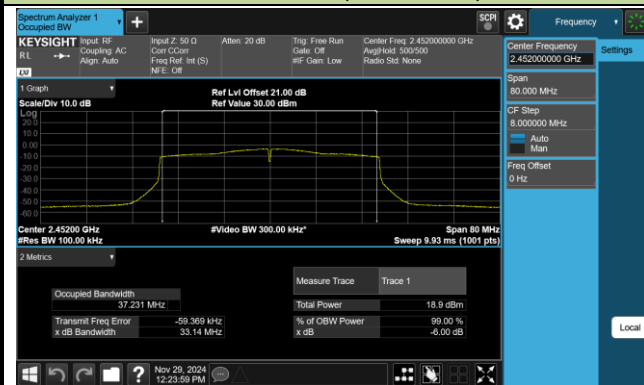 Spectrum Analyzer 1
Occupied BW
SCPI
Frequency
KEYSIGHT
RL
LXI
Input: RF
Coupling: AC
Align: Auto
Input Z: 50 Ω
Corr CCorr
Freq Ref: Int (S)
NFE: Off
Atten: 20 dB
Trig: Free Run
Gate: Off
#IF Gain: Low
Center Freq: 2.452000000 GHz
Avg|Hold: 500/500
Radio Std: None
Center Frequency
2.452000000 GHz
Settings
Span
80.000 MHz
CF Step
8.000000 MHz
Auto
Man
Freq Offset
0 Hz
1 Graph
Scale/Div 10.0 dB
Ref Lvl Offset 21.00 dB
Ref Value 30.00 dBm
Log
20.0
10.0
0.00
-10.0
-20.0
-30.0
-40.0
-50.0
-60.0
Center 2.45200 GHz
#Video BW 300.00 kHz*
Span 80 MHz
#Res BW 100.00 kHz
Sweep 9.93 ms (1001 pts)
2 Metrics
Measure Trace
Trace 1
Occupied Bandwidth
37.231 MHz
Total Power
18.9 dBm
Transmit Freq Error
-59.369 kHz
% of OBW Power
99.00 %
x dB Bandwidth
33.14 MHz
x dB
-6.00 dB
Local
Nov 29, 2024
12:23:59 PM